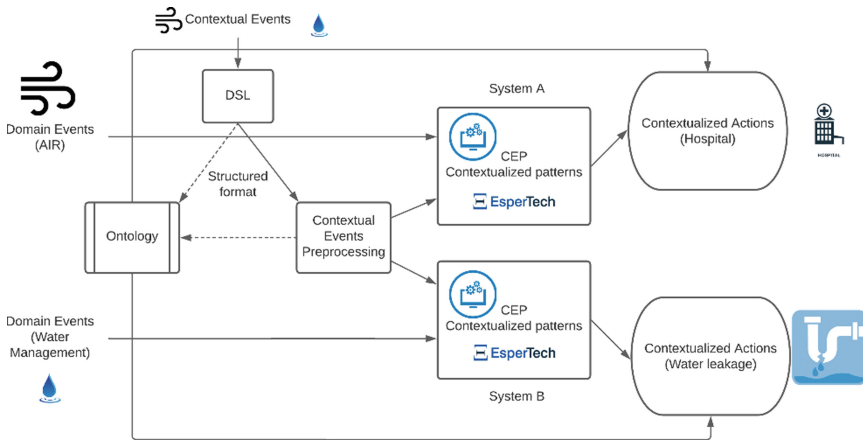 Contextual Events
DSL
System A
Domain Events
(AIR)
CEP
Contextualized patterns
EsperTech
Contextualized Actions
(Hospital)
HOSPITAL
Structured
format
Ontology
Contextual
Events
Preprocessing
Domain Events
(Water
Management)
CEP
Contextualized patterns
EsperTech
Contextualized Actions
(Water leakage)
System B